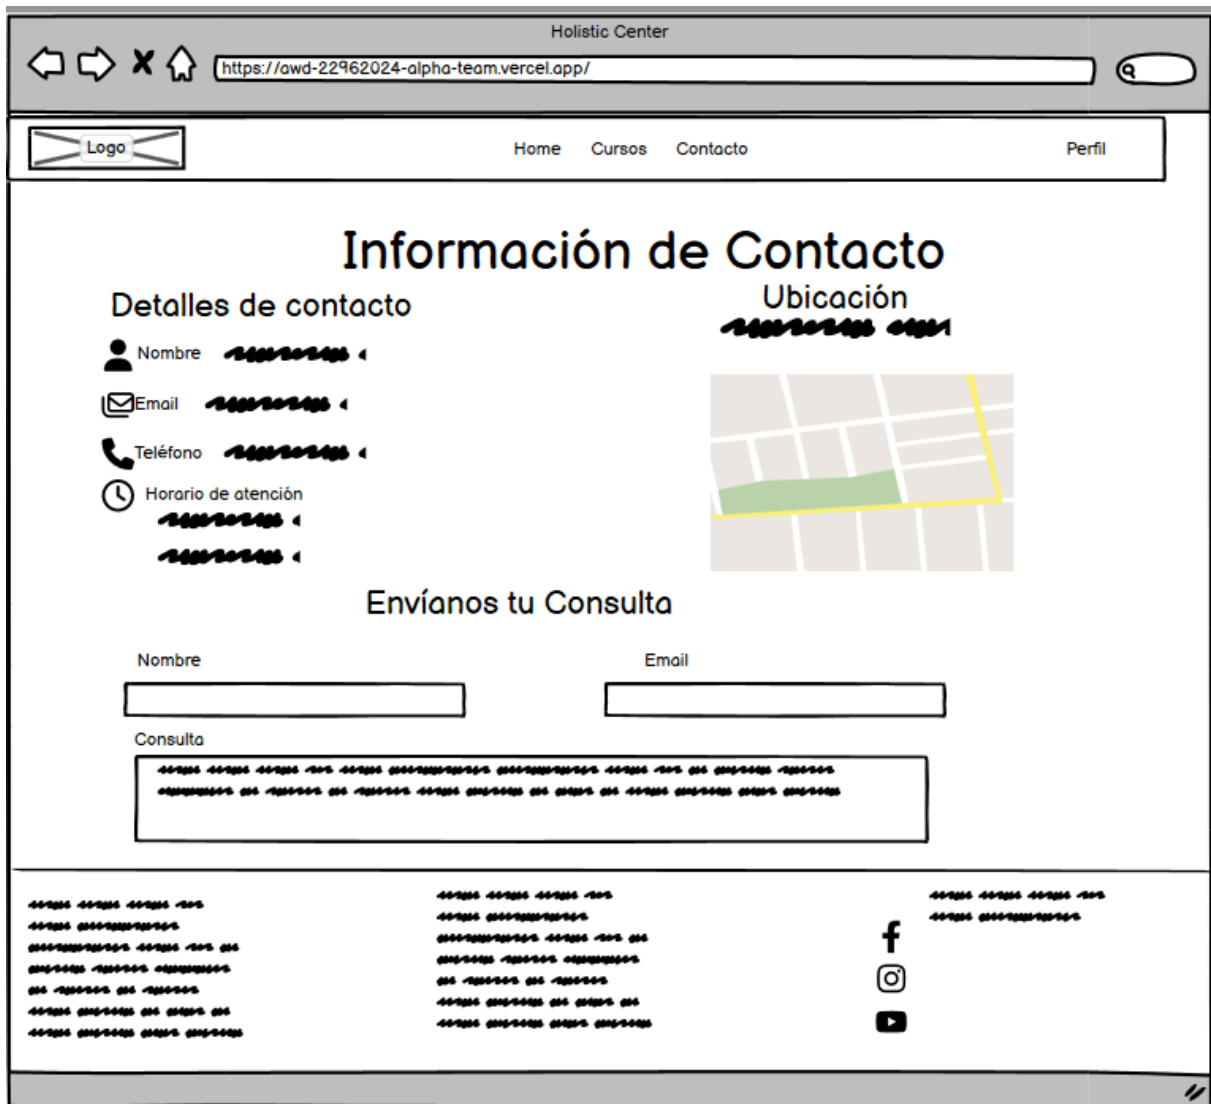 Holistic Center
https://awd-22962024-alpha-team.vercel.app/
Logo
Home Cursos Contacto Perfil
Información de Contacto
Detalles de contacto
Nombre
Email
Teléfono
Horario de atención
Ubicación
Envíanos tu Consulta
Nombre
Email
Consulta